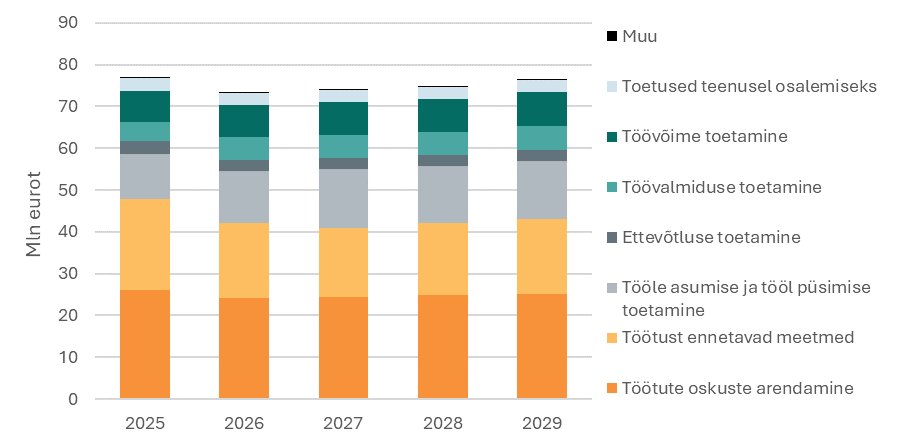 Mln eurot
90
80
70
60
50
40
30
20
10
0
2025
2026
2027
2028
2029
Muu
Toetused teenusel osalemiseks
Töövõime toetamine
Töövalmiduse toetamine
Ettevõtluse toetamine
Tööle asumise ja tööl püsimise
toetamine
Töötust ennetavad meetmed
Töötute oskuste arendamine